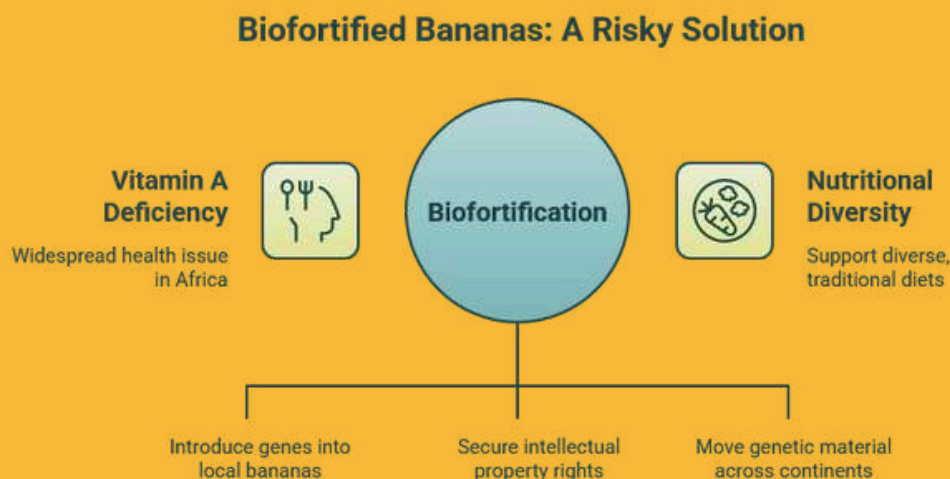 Biofortified Bananas: A Risky Solution
Vitamin A
Deficiency
Widespread health issue
in Africa
Biofortification
Nutritional
Diversity
Support diverse,
traditional diets
Introduce genes into
local bananas
Secure intellectual
property rights
Move genetic material
across continents